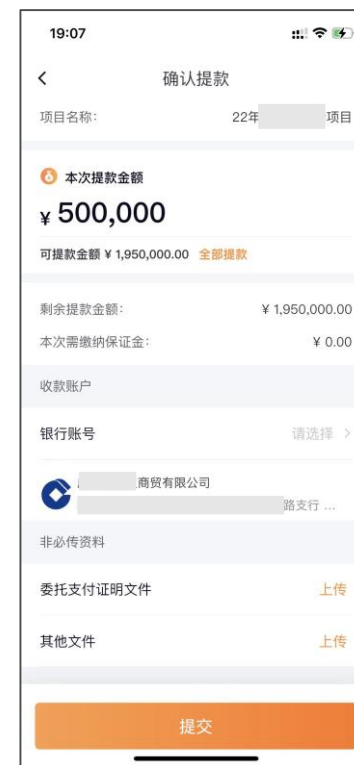 19:07
确认提款
项目名称: 22年 项目
本次提款金额
¥ 500,000
可提款金额 ¥ 1,950,000.00 全部提款
剩余提款金额: ¥ 1,950,000.00
本次需缴纳保证金: ¥ 0.00
收款账户
银行账号 请选择
商贸有限公司
路支行 ...
非必传资料
委托支付证明文件 上传
其他文件 上传
提交